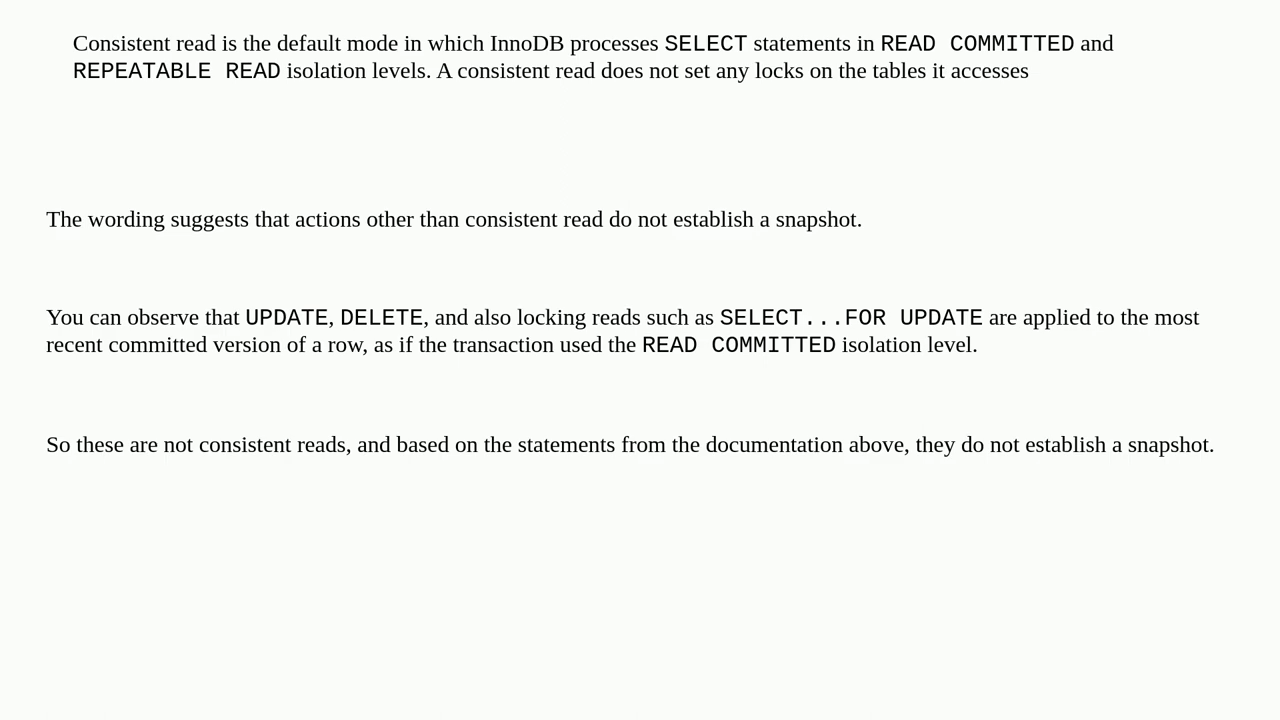 Consistent read is the default mode in which InnoDB processes SELECT statements in READ COMMITTED and
REPEATABLE READ isolation levels. A consistent read does not set any locks on the tables it accesses
The wording suggests that actions other than consistent read do not establish a snapshot.
You can observe that UPDATE, DELETE, and also locking reads such as SELECT...FOR UPDATE are applied to the most
recent committed version of a row, as if the transaction used the READ COMMITTED isolation level.
So these are not consistent reads, and based on the statements from the documentation above, they do not establish a snapshot.